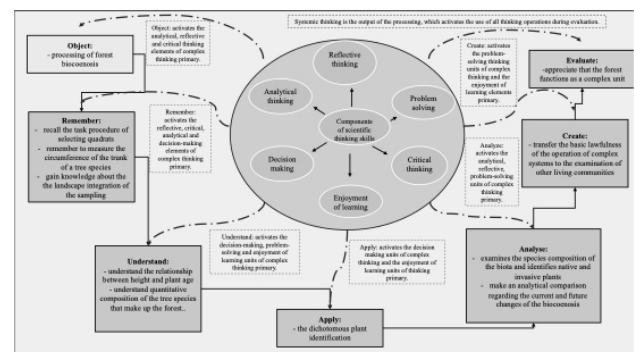 Systemic thinking is the output of the processing, which activates the use of all thinking operations during evaluation.
Object:
- processing of forest
biocoenosis
Object: activates the
analytical, reflective
and critical thinking
elements of complex
thinking primary.
Remember:
- recall the task procedure of
selecting quadrats
- remember to measure the
circumference of the trunk
of a tree species
- gain knowledge about the
the landscape integration of
the sampling
Remember:
activates the
reflective, critical,
analytical and
decision-making
elements of
complex thinking
primary.
Understand:
- understand the relationship
between height and plant age
- understand quantitative
composition of the tree species
that make up the forest..
Understand: activates the
decision-making, problem-
solving and enjoyment of
learning units of complex
thinking primary.
Reflective
thinking
Analytical
thinking
Problem
solving
Components
of scientific
thinking skills
Decision
making
Critical
thinking
Enjoyment
of learning
Apply: activates the decision
making units of complex
thinking and the enjoyment
of learning units of thinking
primary.
Apply:
- the dichotomous plant
identification
Analyze:
activates the
analytical,
reflective,
problem-solving
units of complex
thinking primary.
Analyse:
- examines the species composition of
the biota and identifies native and
invasive plants
- make an analytical comparison
regarding the current and future
changes of the biocoenosis
Create: activates
the problem-
solving thinking
units of complex
thinking and the
enjoyment of
learning elements
primary.
Create:
- transfer the basic lawfulness
of the operation of complex
systems to the examination of
other living communities
Evaluate:
-appreciate that the forest
functions as a complex unit